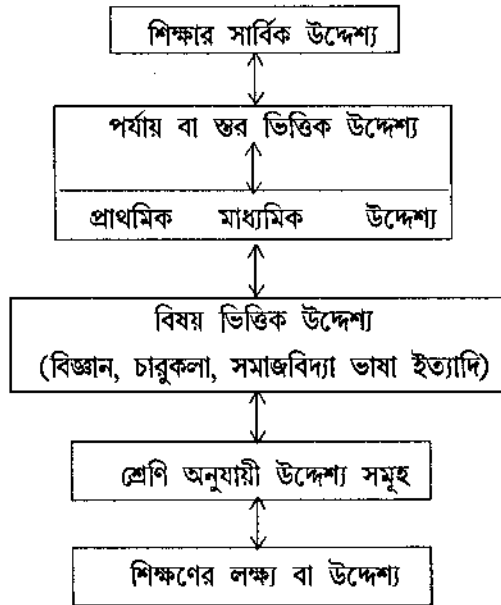 শিক্ষার সার্বিক উদ্দেশ্য
পর্যায় বা স্তর ভিত্তিক উদ্দেশ্য
প্রাথমিক মাধ্যমিক উদ্দেশ্য
বিষয় ভিত্তিক উদ্দেশ্য
(বিজ্ঞান, চারুকলা, সমাজবিদ্যা ভাষা ইত্যাদি)
শ্রেণি অনুযায়ী উদ্দেশ্য সমূহ
শিক্ষণের লক্ষ্য বা উদ্দেশ্য